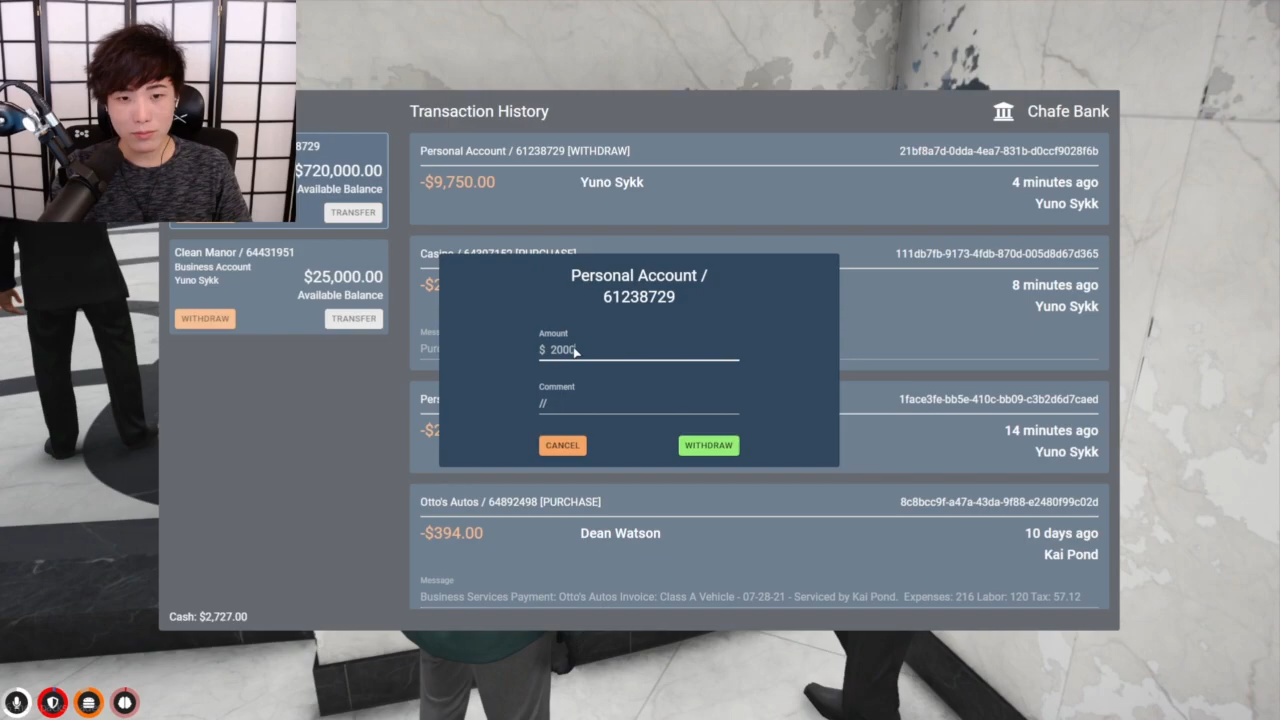 Transaction History
Chafe Bank
8729
$720,000.00
Available Balance
TRANSFER
Clean Manor / 64431951
Business Account
Yuno Sykk
$25,000.00
Available Balance
WITHDRAW
TRANSFER
Cash: $2,727.00
Personal Account / 61238729 [WITHDRAW]
21bf8a7d-0dda-4ea7-831b-d0ccf9028f6b
-$9,750.00
Yuno Sykk
4 minutes ago
Yuno Sykk
111db7fb-9173-4fdb-870d-005d8d67d365
8 minutes ago
Yuno Sykk
Personal Account /
61238729
Amount
$ 2000
Comment
//
CANCEL
WITHDRAW
1face3fe-bb5e-410c-bb09-c3b2d6d7caed
14 minutes ago
Yuno Sykk
Otto's Autos / 64892498 [PURCHASE]
8c8bcc9f-a47a-43da-9f88-e2480f99c02d
-$394.00
Dean Watson
10 days ago
Kai Pond
Message
Business Services Payment: Otto's Autos Invoice: Class A Vehicle - 07-28-21 - Serviced by Kai Pond. Expenses: 216 Labor: 120 Tax: 57.12